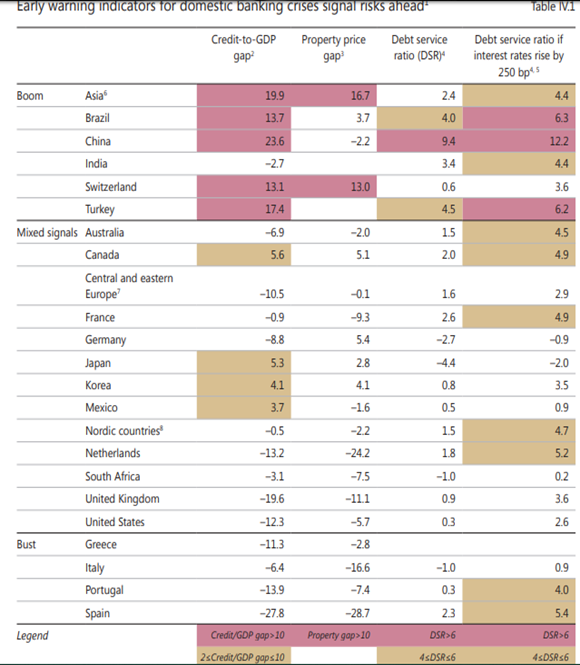 Early warning indicators for domestic banking crises signal risks ahead¹ Table IV.1
Credit-to-GDP gap² Property price gap³ Debt service ratio (DSR)⁴ Debt service ratio if interest rates rise by 250 bp⁴˒ ⁵
Boom Asia⁶ 19.9 16.7 2.4 4.4
Brazil 13.7 3.7 4.0 6.3
China 23.6 –2.2 9.4 12.2
India –2.7 3.4 4.4
Switzerland 13.1 13.0 0.6 3.6
Turkey 17.4 4.5 6.2
Mixed signals Australia –6.9 –2.0 1.5 4.5
Canada 5.6 5.1 2.0 4.9
Central and eastern
Europe⁷ –10.5 –0.1 1.6 2.9
France –0.9 –9.3 2.6 4.9
Germany –8.8 5.4 –2.7 –0.9
Japan 5.3 2.8 –4.4 –2.0
Korea 4.1 4.1 0.8 3.5
Mexico 3.7 –1.6 0.5 0.9
Nordic countries⁸ –0.5 –2.2 1.5 4.7
Netherlands –13.2 –24.2 1.8 5.2
South Africa –3.1 –7.5 –1.0 0.2
United Kingdom –19.6 –11.1 0.9 3.6
United States –12.3 –5.7 0.3 2.6
Bust Greece –11.3 –2.8
Italy –6.4 –16.6 –1.0 0.9
Portugal –13.9 –7.4 0.3 4.0
Spain –27.8 –28.7 2.3 5.4
Legend Credit/GDP gap>10 Property gap>10 DSR>6 DSR>6
2≤Credit/GDP gap≤10 4≤DSR≤6 4≤DSR≤6